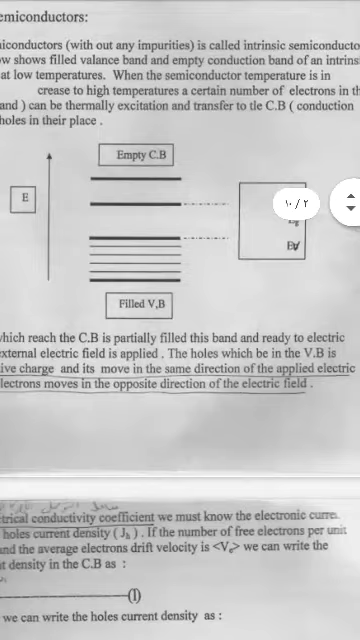 emiconductors:
iconductors (with out any impurities) is called intrinsic semiconducto
ow shows filled valance band and empty conduction band of an intrins
at low temperatures. When the semiconductor temperature is in
crease to high temperatures a certain number of electrons in th
and ) can be thermally excitation and transfer to tle C.B ( conduction
holes in their place .
Empty C.B
E
١٠/٢
Filled V,B
which reach the C.B is partially filled this band and ready to electric
xternal electric field is applied . The holes which be in the V.B is
ive charge and its move in the same direction of the applied electric
lectrons moves in the opposite direction of the electric field .
trical conductivity coefficient we must know the electronic curre
holes current density ( Jh ) . If the number of free electrons per unit
nd the average electrons drift velocity is <Ve> we can write the
t density in the C.B as :
(1)
we can write the holes current density as :